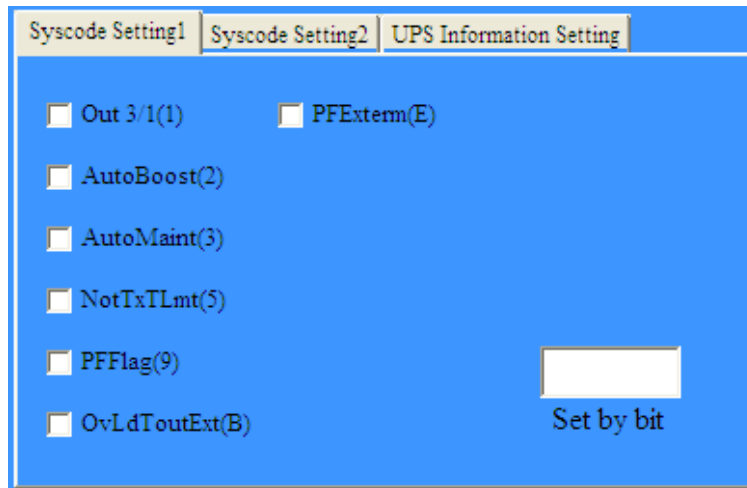 Syscode Setting1 Syscode Setting2 UPS Information Setting
Out 3/1(1) PFExterm(E)
AutoBoost(2)
AutoMaint(3)
NotTxTLmt(5)
PFFlag(9)
OvLdToutExt(B)
Set by bit